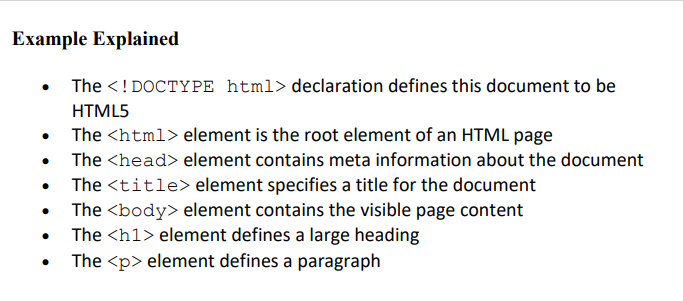 Example Explained
• The <!DOCTYPE html> declaration defines this document to be
HTML5
• The <html> element is the root element of an HTML page
• The <head> element contains meta information about the document
• The <title> element specifies a title for the document
• The <body> element contains the visible page content
• The <h1> element defines a large heading
• The <p> element defines a paragraph